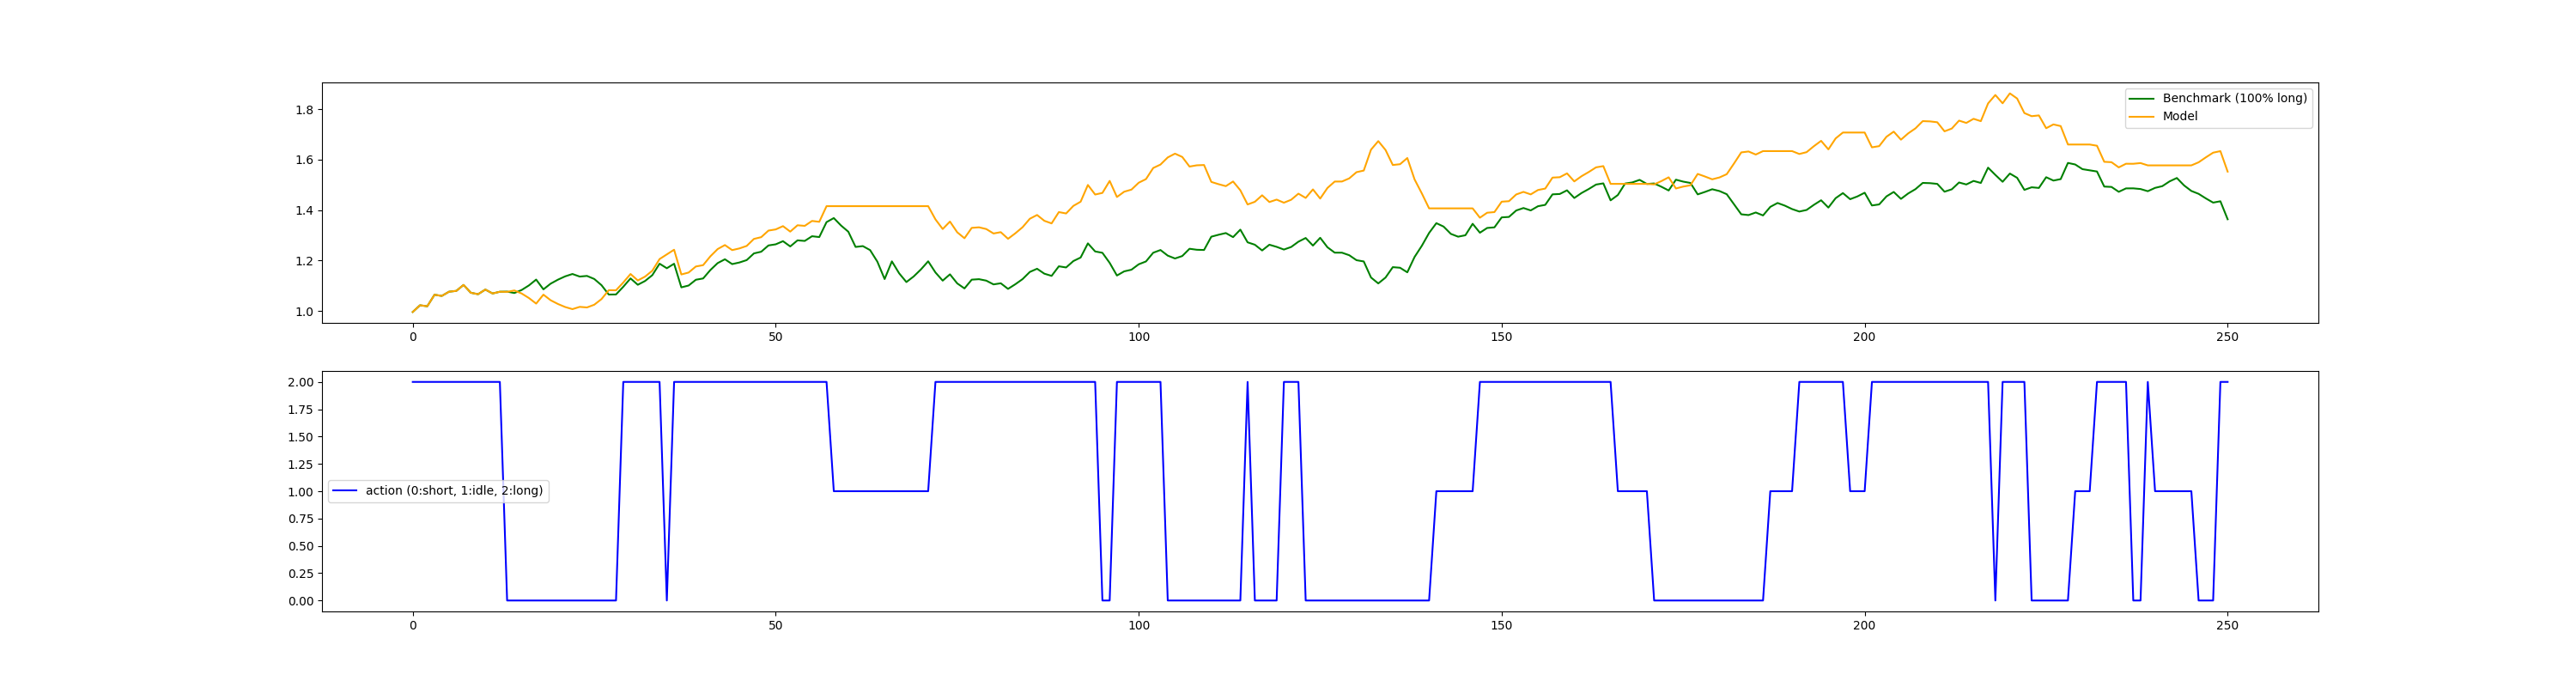 1.8
1.6
1.4
1.2
1.0
Benchmark (100% long)
Model
0 50 100 150 200 250
2.00
1.75
1.50
1.25
1.00
0.75
0.50
0.25
0.00
action (0:short, 1:idle, 2:long)
0 50 100 150 200 250